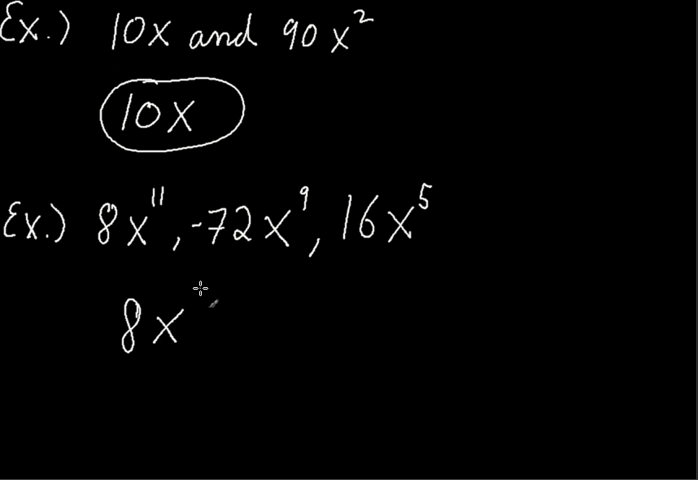 Ex.) 10x and 90x²
10x
Ex.) 8x¹¹, -72x⁹, 16x⁵
8x